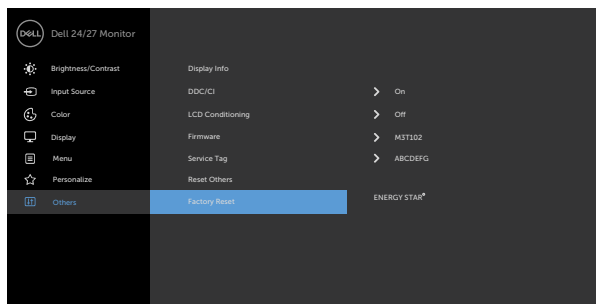 DELL
Dell 24/27 Monitor
Brightness/Contrast
Display Info
Input Source
DDC/CI
On
Color
LCD Conditioning
Off
Display
Firmware
M3T102
Menu
Service Tag
ABCDEFG
Personalize
Reset Others
Others
Factory Reset
ENERGY STAR®